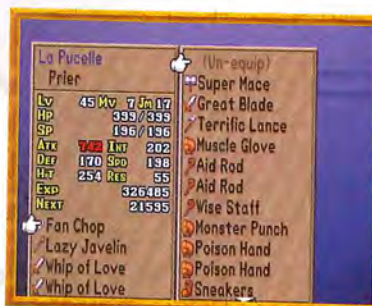 La Pucelle
Prier
Lv 45 Mv 7 Jm 17
HP 399/399
SP 196/196
Atk 742 Int 202
Def 170 Spd 198
Hit 254 Res 55
Exp 326485
Next 21595
Fan Chop
Lazy Javelin
Whip of Love
Whip of Love
(Un-equip)
Super Mace
Great Blade
Terrific Lance
Muscle Glove
Aid Rod
Aid Rod
Wise Staff
Monster Punch
Poison Hand
Poison Hand
Sneakers